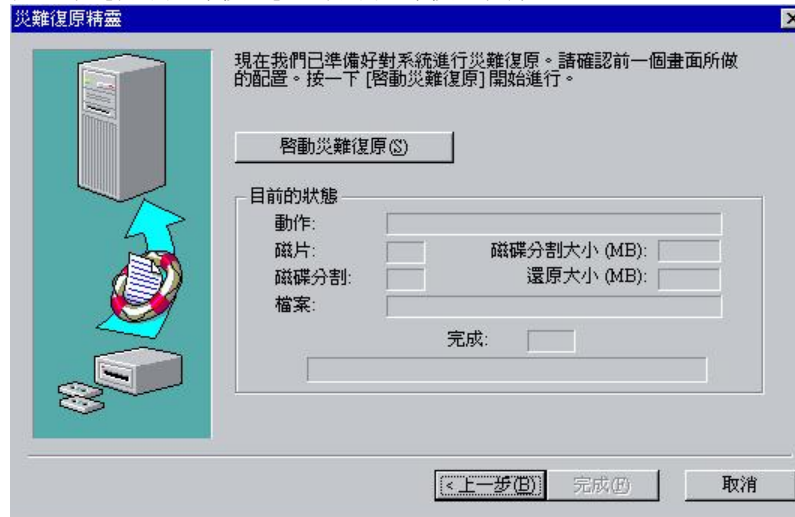 災難復原精靈
現在我們已準備好對系統進行災難復原。請確認前一個畫面所做
的配置。按一下 [啓動災難復原] 開始進行。
啓動災難復原(S)
目前的狀態
動作:
磁片: 磁碟分割大小 (MB):
磁碟分割: 還原大小 (MB):
檔案:
完成:
<上一步(B) 完成(F) 取消